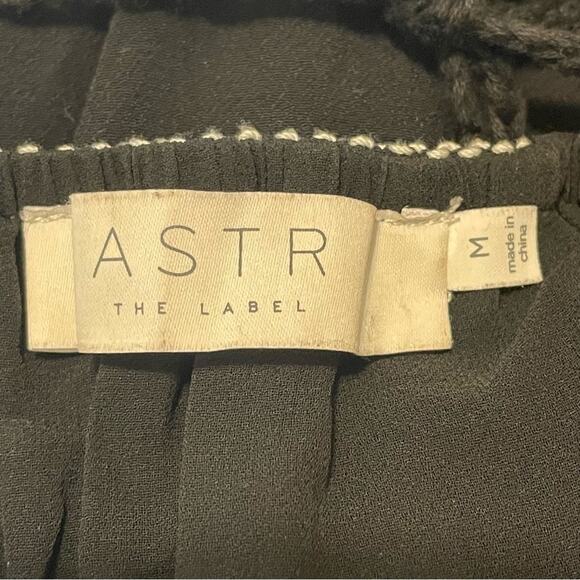 ASTR
THE LABEL
M
made in
china